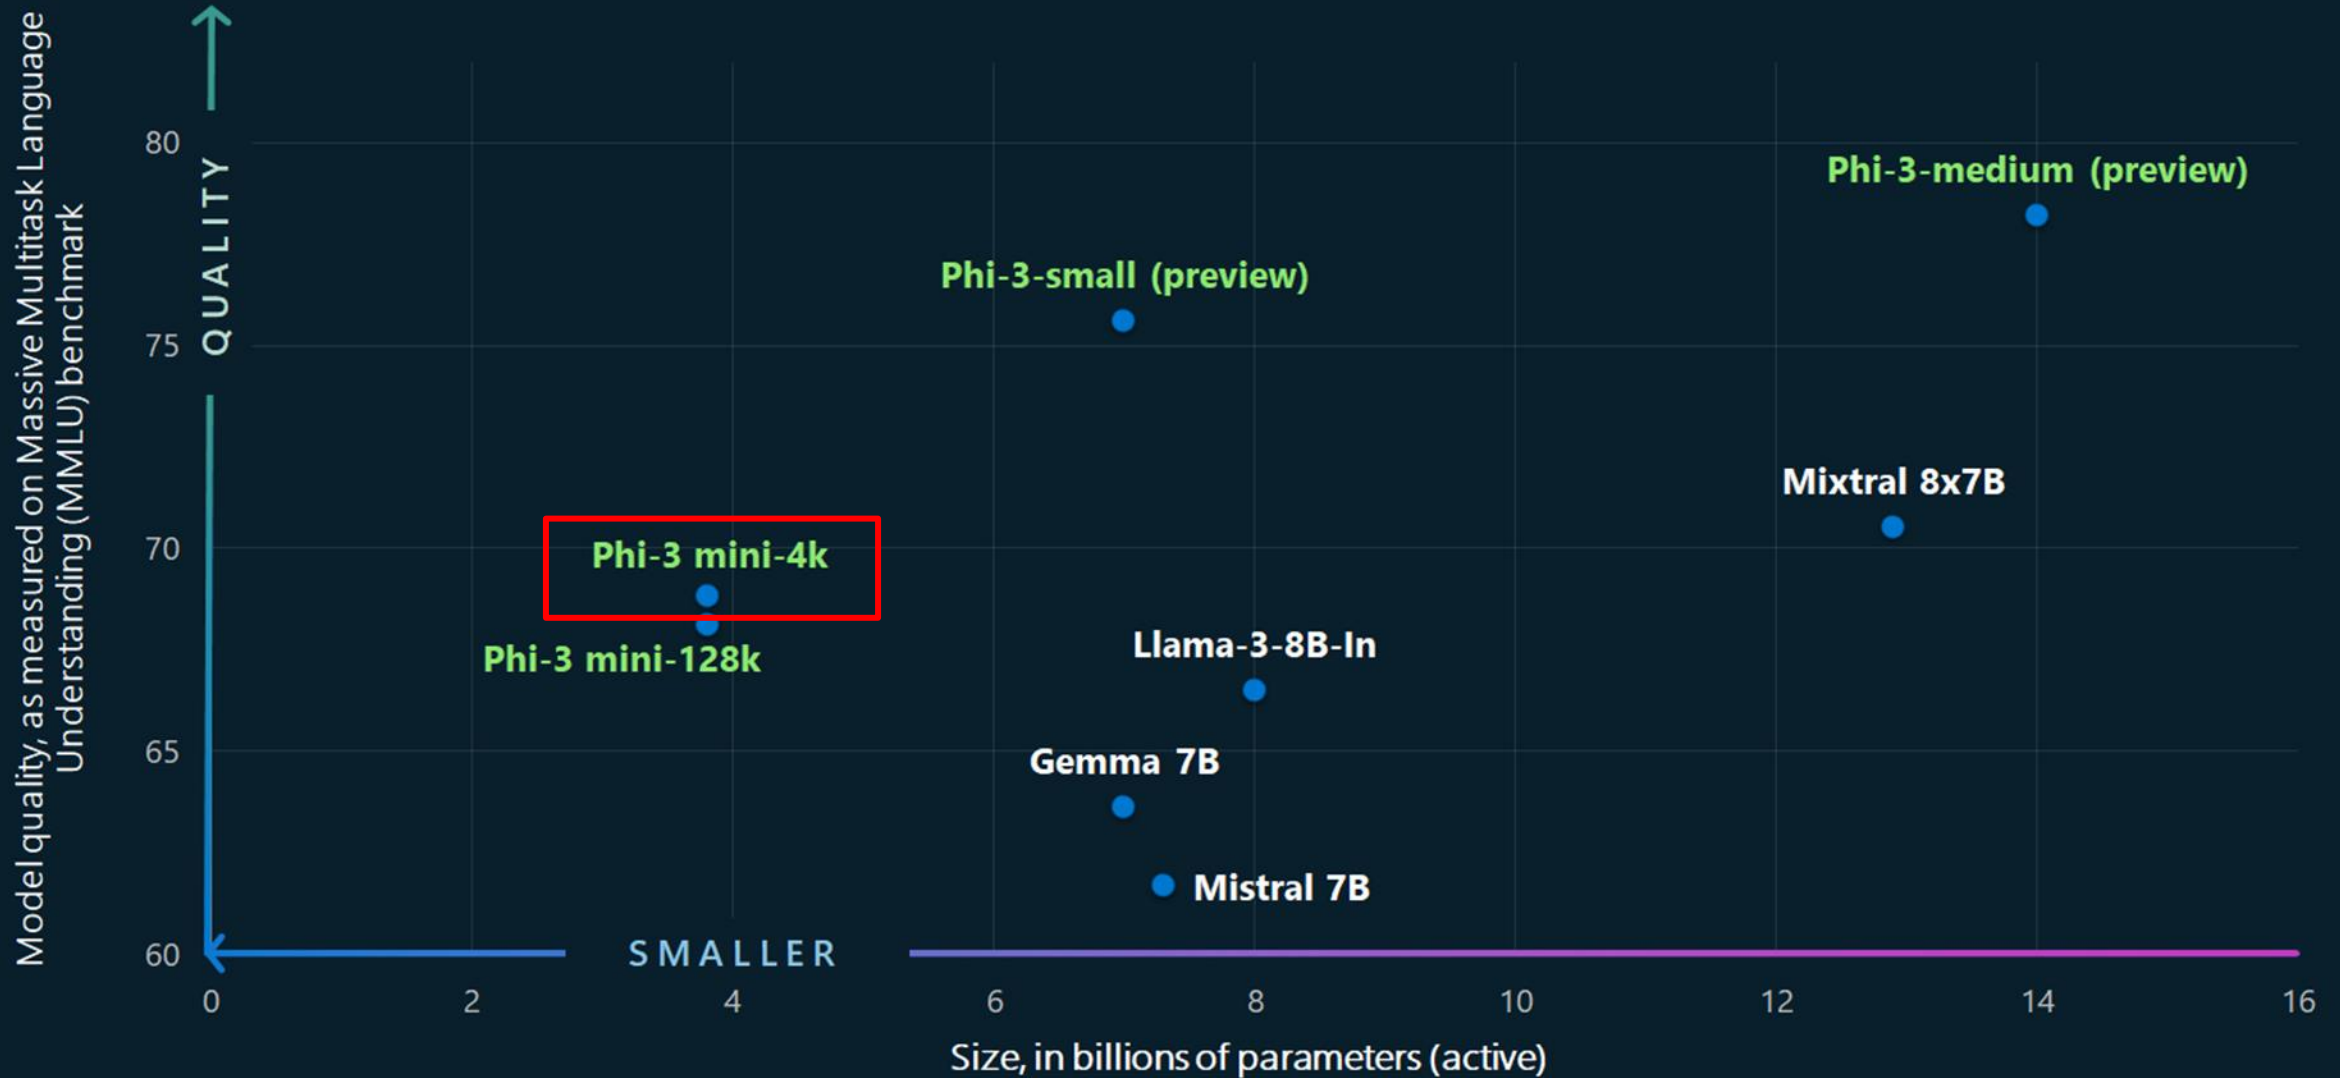 Model quality, as measured on Massive Multitask Language
Understanding (MMLU) benchmark
QUALITY
80
75
70
65
60
Phi-3-medium (preview)
Phi-3-small (preview)
Mixtral 8x7B
Phi-3 mini-4k
Phi-3 mini-128k
Llama-3-8B-In
Gemma 7B
Mistral 7B
SMALLER
0 2 4 6 8 10 12 14 16
Size, in billions of parameters (active)